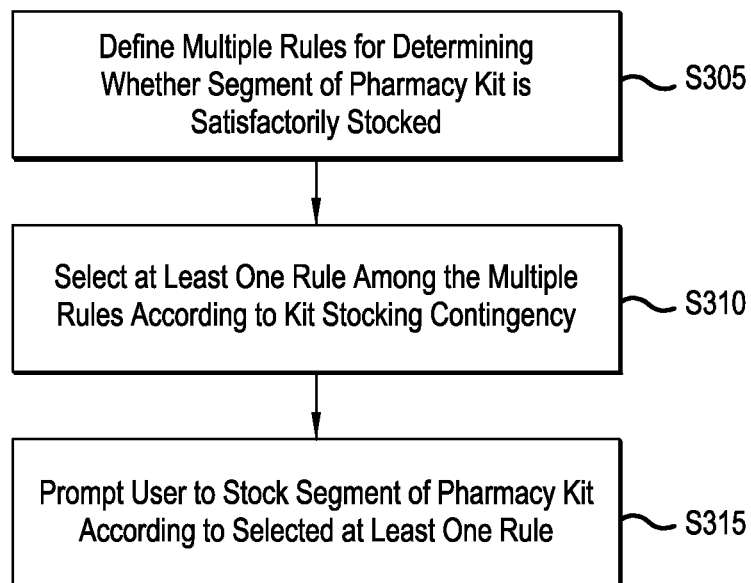 Define Multiple Rules for Determining
Whether Segment of Pharmacy Kit is
Satisfactorily Stocked
S305
Select at Least One Rule Among the Multiple
Rules According to Kit Stocking Contingency
S310
Prompt User to Stock Segment of Pharmacy Kit
According to Selected at Least One Rule
S315